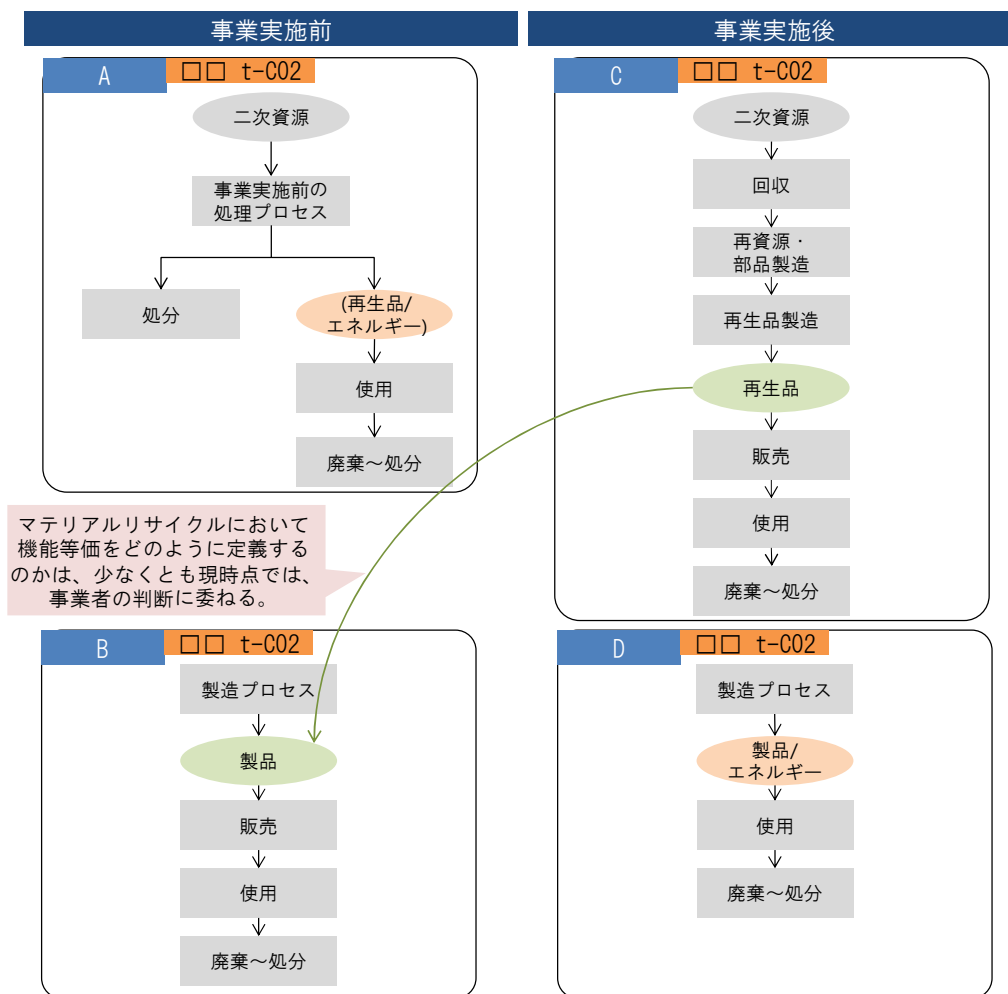 事業実施前
A
□□ t-CO2
二次資源
事業実施前の
処理プロセス
処分
(再生品/
エネルギー)
使用
廃棄～処分
マテリアルリサイクルにおいて
機能等価をどのように定義する
のかは、少なくとも現時点では、
事業者の判断に委ねる。
B
□□ t-CO2
製造プロセス
製品
販売
使用
廃棄～処分
事業実施後
C
□□ t-CO2
二次資源
回収
再資源・
部品製造
再生品製造
再生品
販売
使用
廃棄～処分
D
□□ t-CO2
製造プロセス
製品/
エネルギー
使用
廃棄～処分